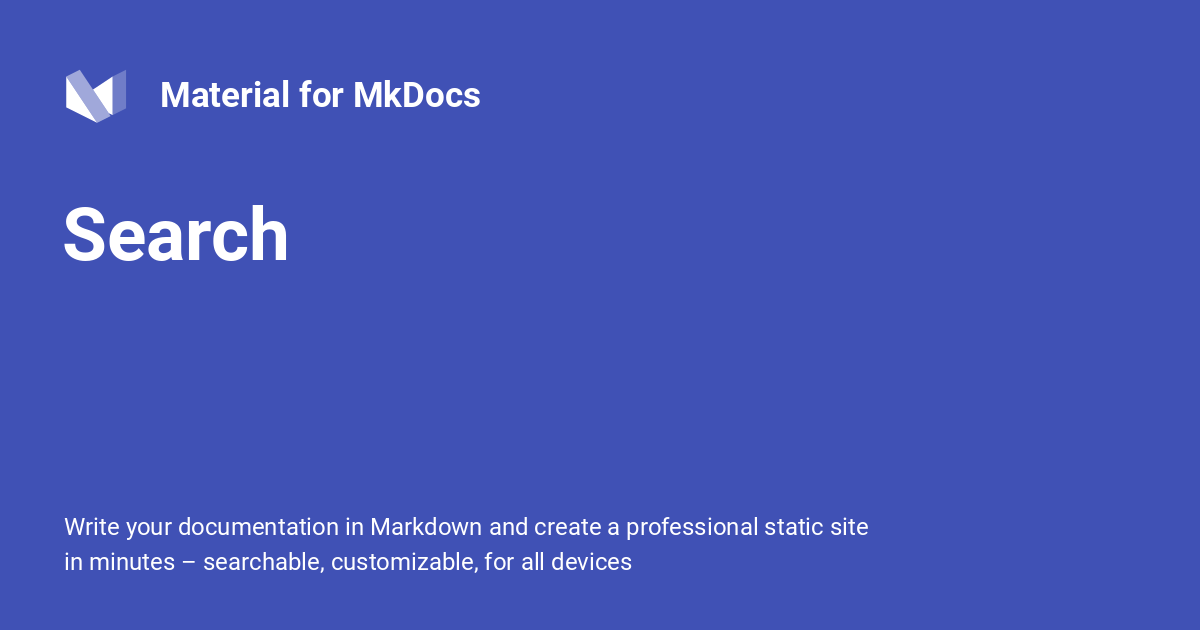 Material for MkDocs
Search
Write your documentation in Markdown and create a professional static site
in minutes – searchable, customizable, for all devices